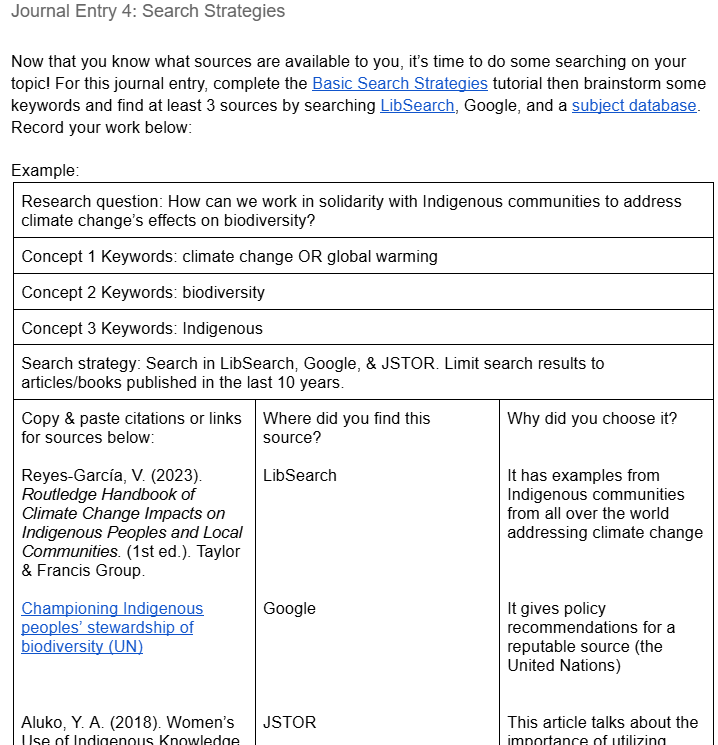 Journal Entry 4: Search Strategies
Now that you know what sources are available to you, it's time to do some searching on your
topic! For this journal entry, complete the Basic Search Strategies tutorial then brainstorm some
keywords and find at least 3 sources by searching LibSearch, Google, and a subject database.
Record your work below:
Example:
Research question: How can we work in solidarity with Indigenous communities to address
climate change's effects on biodiversity?
Concept 1 Keywords: climate change OR global warming
Concept 2 Keywords: biodiversity
Concept 3 Keywords: Indigenous
Search strategy: Search in LibSearch, Google, & JSTOR. Limit search results to
articles/books published in the last 10 years.
Copy & paste citations or links
for sources below:
Where did you find this
source?
Why did you choose it?
Reyes-García, V. (2023).
Routledge Handbook of
Climate Change Impacts on
Indigenous Peoples and Local
Communities. (1st ed.). Taylor
& Francis Group.
LibSearch
It has examples from
Indigenous communities
from all over the world
addressing climate change
Championing Indigenous
peoples' stewardship of
biodiversity (UN)
Google
It gives policy
recommendations for a
reputable source (the
United Nations)
Aluko, Y. A. (2018). Women's
Use of Indigenous Knowledge
JSTOR
This article talks about the
importance of utilizing